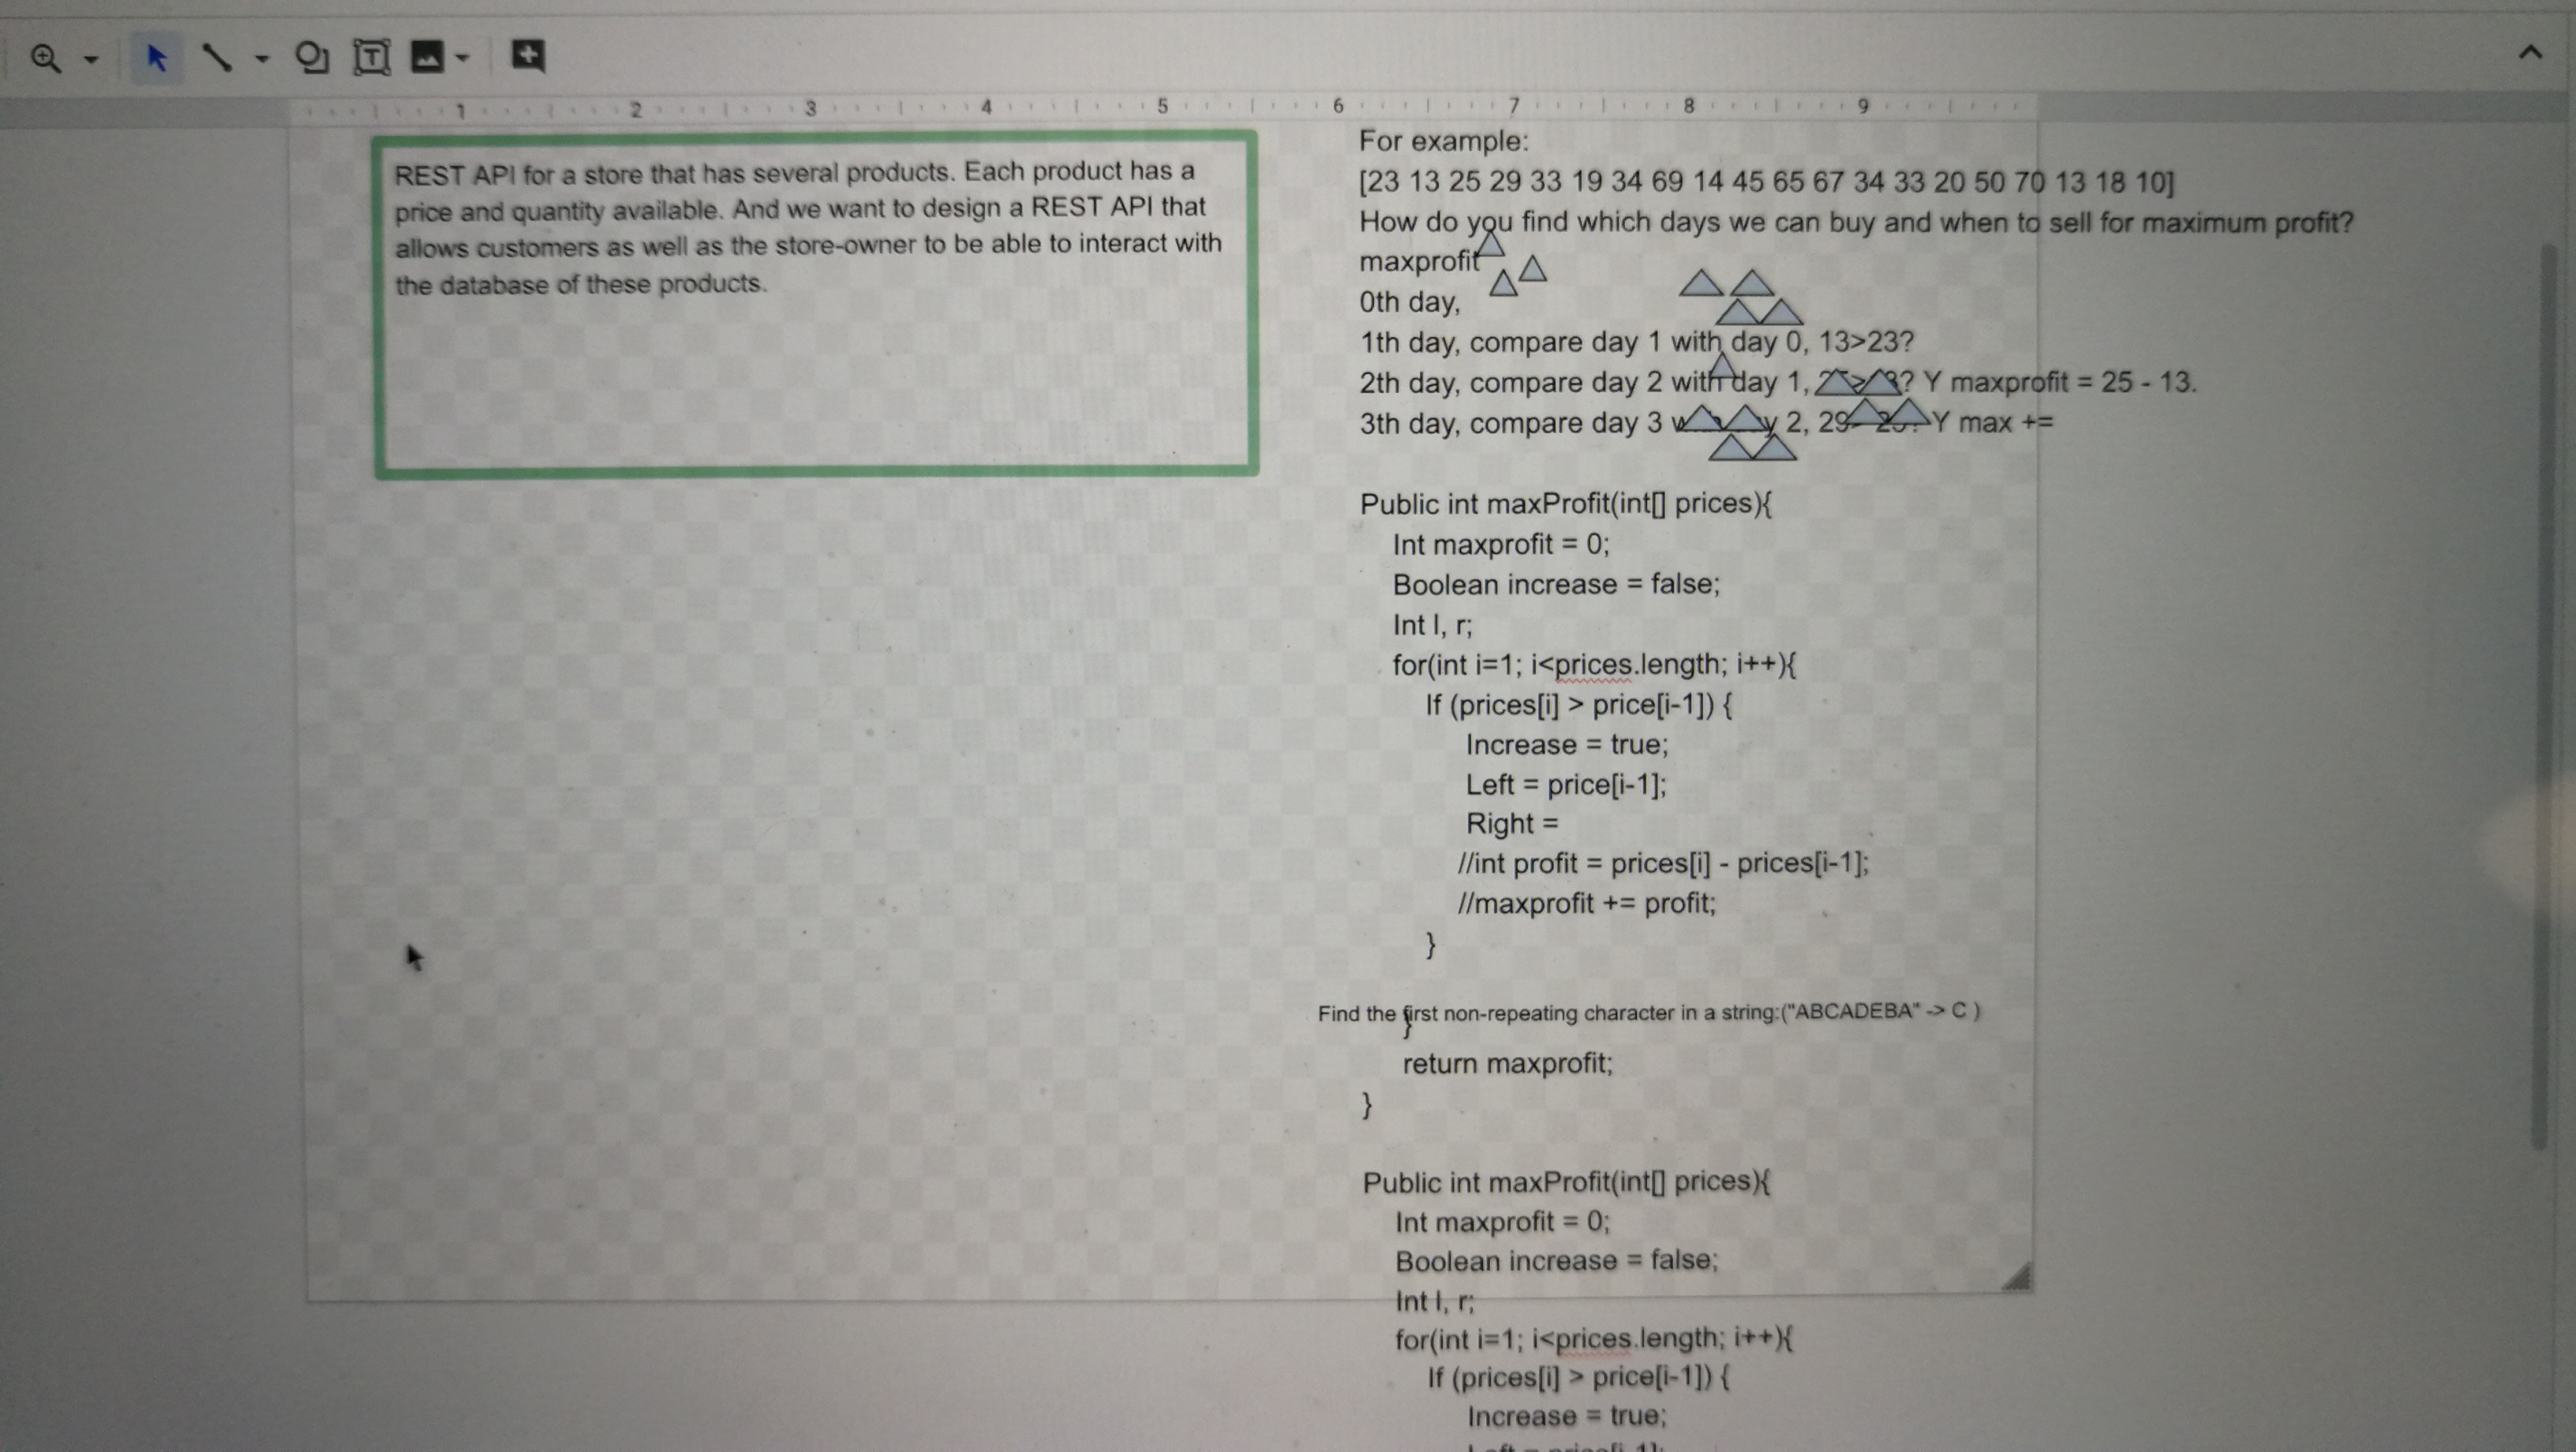 1 2 3 4 5 6 7 8 9
REST API for a store that has several products. Each product has a
price and quantity available. And we want to design a REST API that
allows customers as well as the store-owner to be able to interact with
the database of these products.
For example:
[23 13 25 29 33 19 34 69 14 45 65 67 34 33 20 50 70 13 18 10]
How do you find which days we can buy and when to sell for maximum profit?
maxprofit
0th day,
1th day, compare day 1 with day 0, 13>23?
2th day, compare day 2 with day 1, ? Y maxprofit = 25 - 13.
3th day, compare day 3 2, 29 Y max +=
Public int maxProfit(int[] prices){
Int maxprofit = 0;
Boolean increase = false;
Int l, r;
for(int i=1; i<prices.length; i++){
If (prices[i] > price[i-1]) {
Increase = true;
Left = price[i-1];
Right =
//int profit = prices[i] - prices[i-1];
//maxprofit += profit;
}
Find the first non-repeating character in a string:("ABCADEBA" -> C )
}
return maxprofit;
}
Public int maxProfit(int[] prices){
Int maxprofit = 0;
Boolean increase = false;
Int l, r;
for(int i=1; i<prices.length; i++){
If (prices[i] > price[i-1]) {
Increase = true;